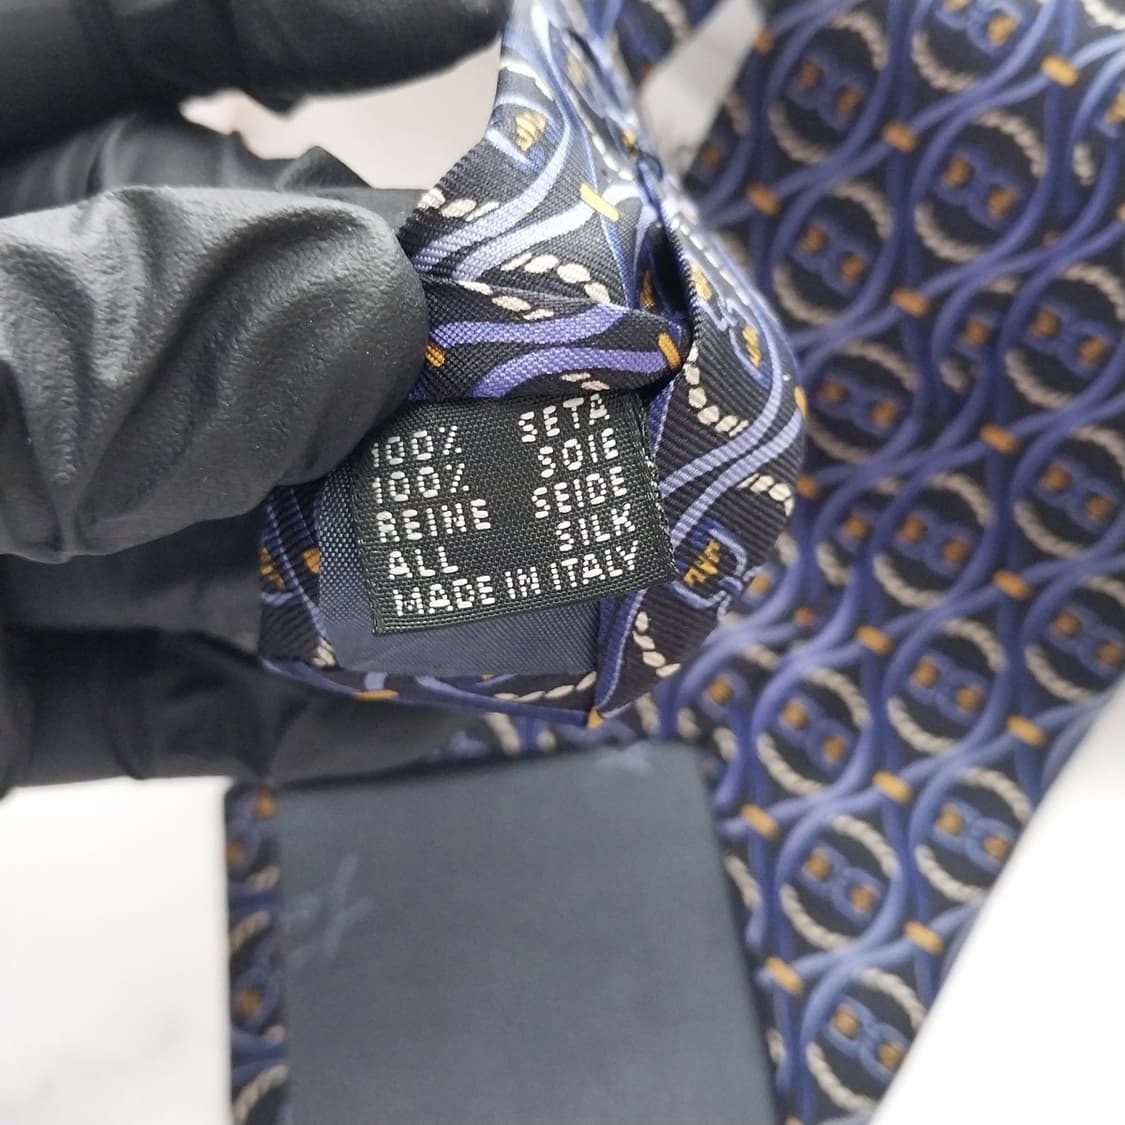 100% SETA
100% SOIE
REINE SEIDE
ALL SILK
MADE IN ITALY